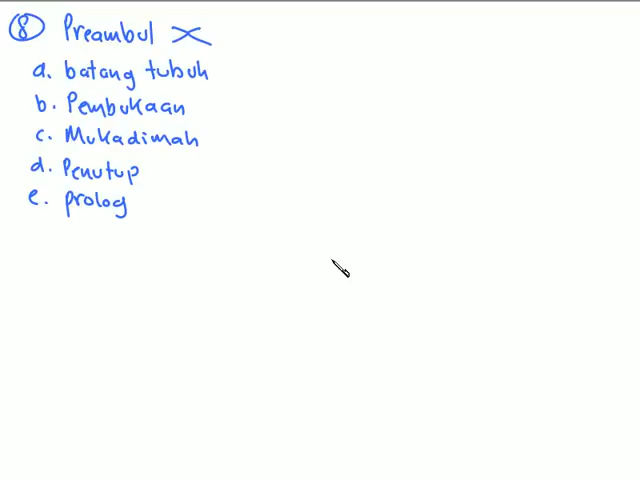 ⑧ Preambul ×
a. batang tubuh
b. Pembukaan
c. Mukadimah
d. Penutup
e. prolog